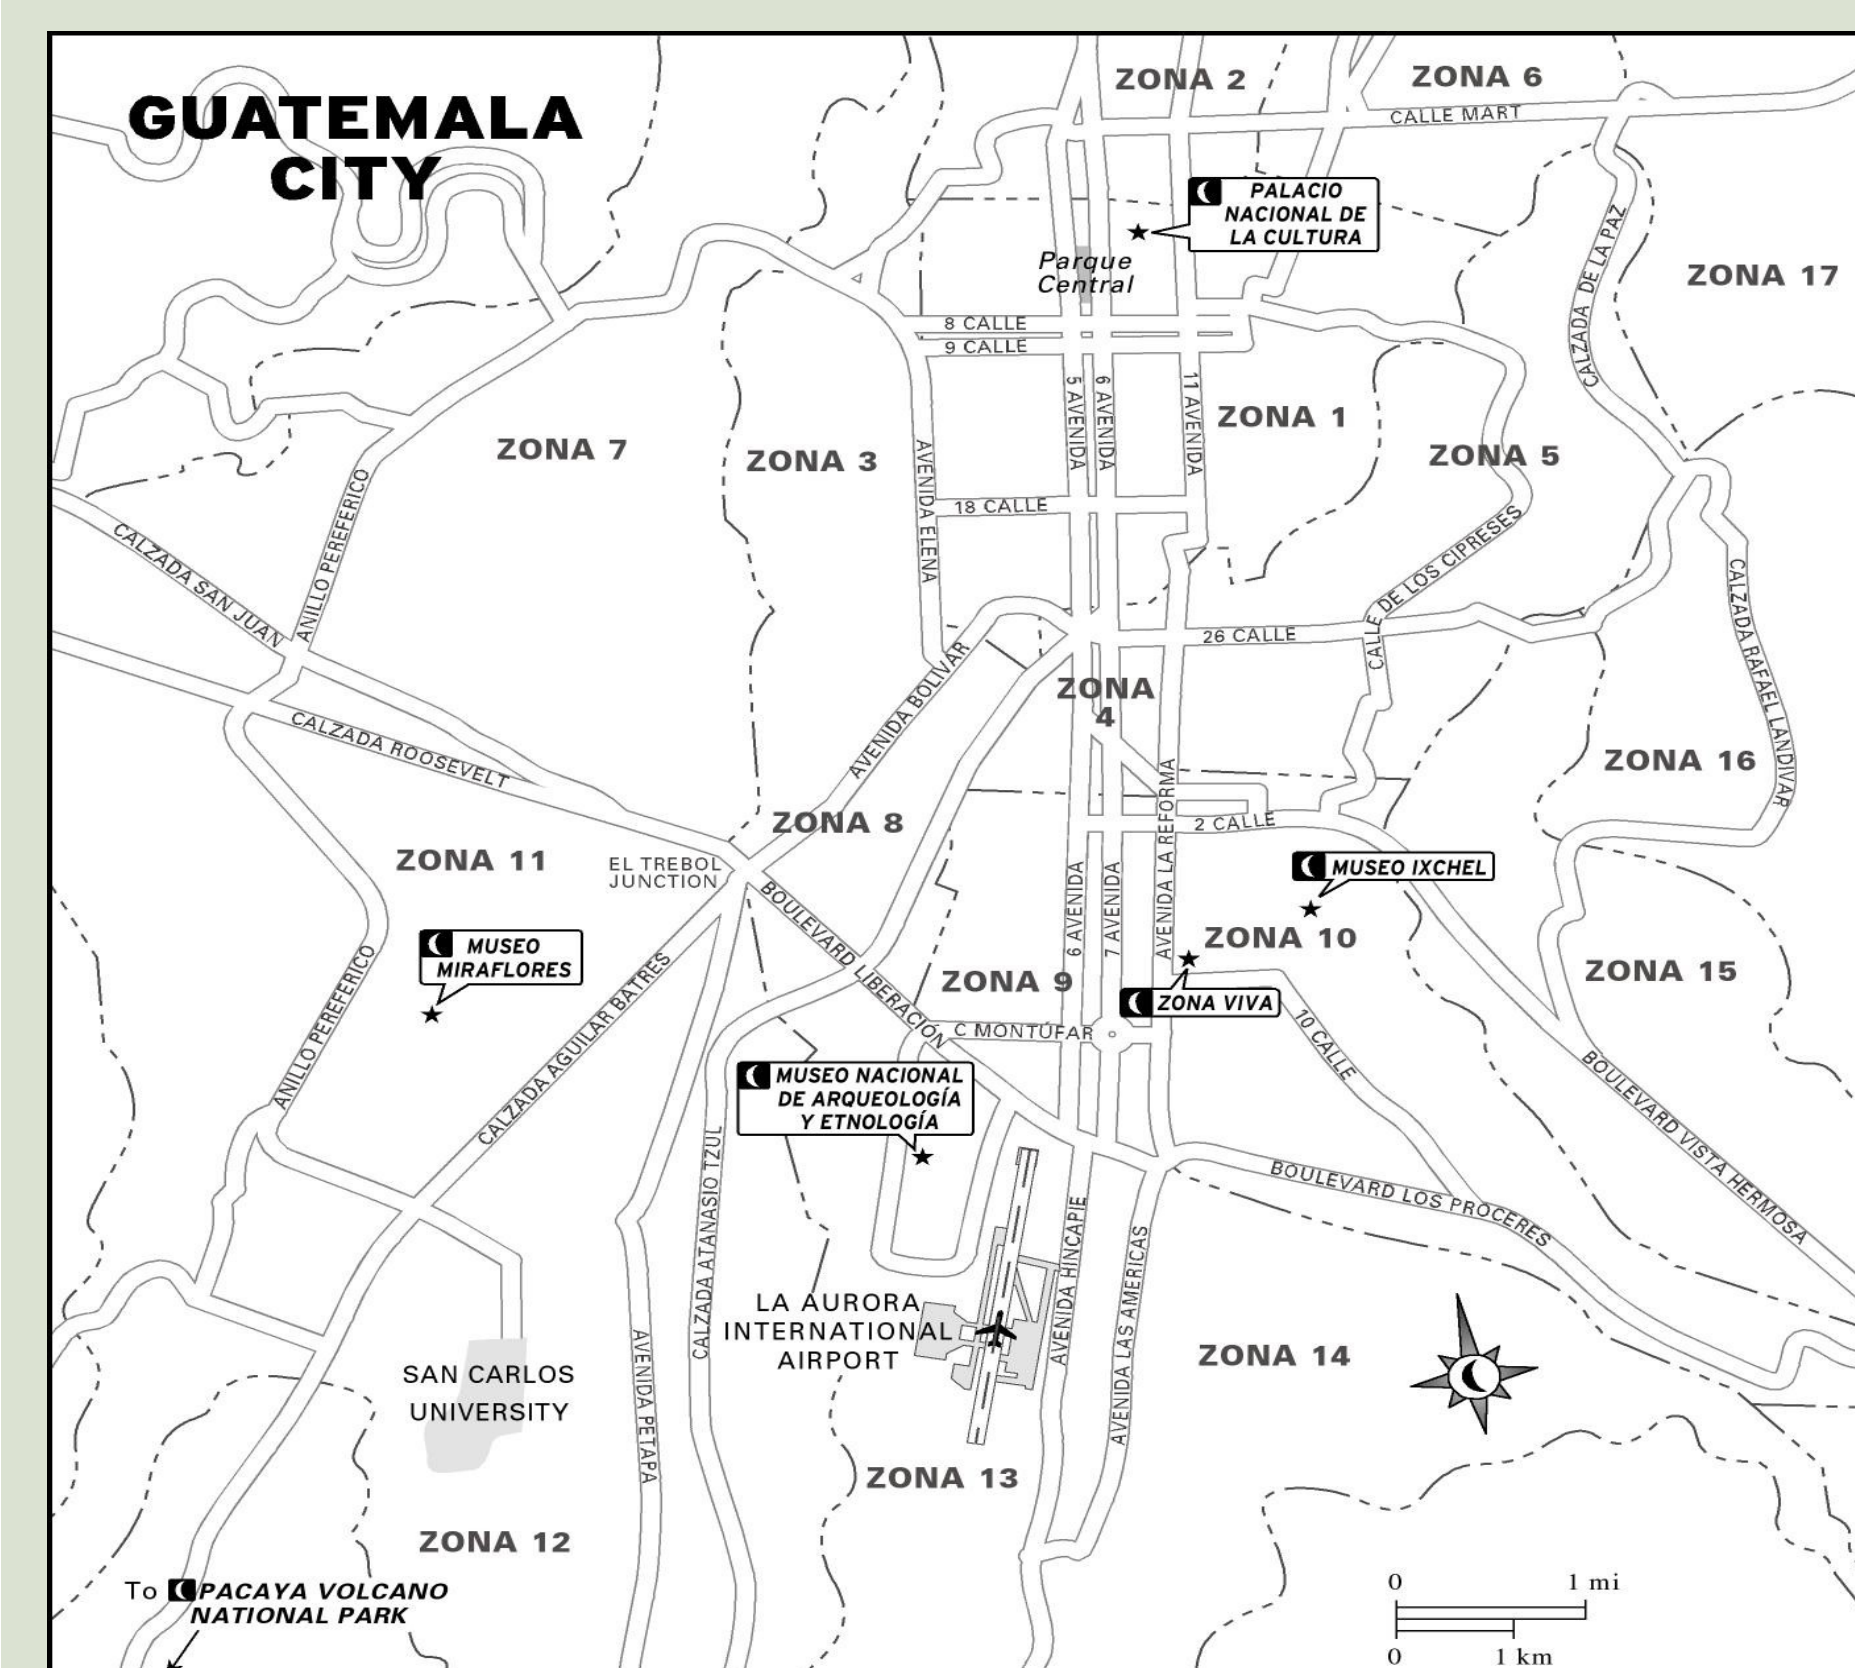 GUATEMALA
CITY
ZONA 2
ZONA 6
CALLE MART
PALACIO
NACIONAL DE
LA CULTURA
CALZADA DE LA PAZ
Parque
Central
ZONA 17
8 CALLE
9 CALLE
5 AVENIDA
6 AVENIDA
11 AVENIDA
ZONA 1
ZONA 7
ZONA 3
ZONA 5
AVENIDA ELENA
18 CALLE
ANILLO PEREFERICO
CALZADA SAN JUAN
CALLE DE LOS CIPRESES
CALZADA RAFAEL LANDIVAR
26 CALLE
AVENIDA BOLIVAR
ZONA
4
CALZADA ROOSEVELT
ZONA 16
ZONA 8
2 CALLE
AVENIDA LA REFORMA
ZONA 11
EL TREBOL
JUNCTION
MUSEO IXCHEL
BOULEVARD LIBERACIÓN
6 AVENIDA
7 AVENIDA
ZONA 10
MUSEO
MIRAFLORES
ZONA 15
ZONA 9
ZONA VIVA
ANILLO PEREFERICO
CALZADA AGUILAR BATRES
C MONTÚFAR
10 CALLE
MUSEO NACIONAL
DE ARQUEOLOGÍA
Y ETNOLOGÍA
BOULEVARD VISTA HERMOSA
CALZADA ATANASIO TZUL
BOULEVARD LOS PROCERES
AVENIDA HINCAPIE
AVENIDA LAS AMERICAS
LA AURORA
INTERNATIONAL
AIRPORT
ZONA 14
SAN CARLOS
UNIVERSITY
AVENIDA PETAPA
ZONA 13
ZONA 12
To PACAYA VOLCANO
NATIONAL PARK
0 1 mi
0 1 km